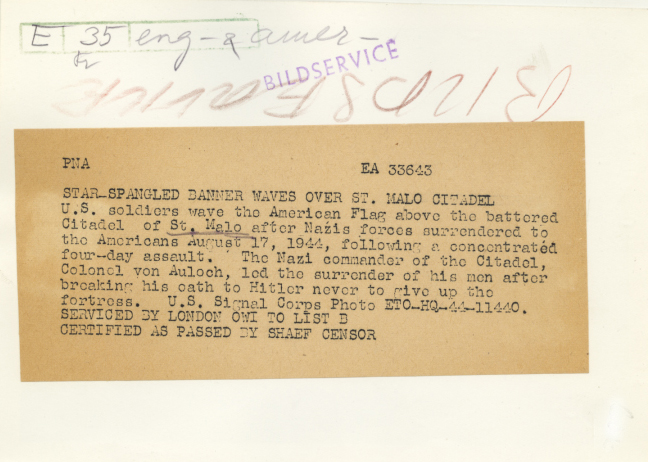 E 35 eng- & amer-
BILDSERVICE
PNA EA 33643
STAR-SPANGLED BANNER WAVES OVER ST. MALO CITADEL
U.S. soldiers wave the American Flag above the battered
Citadel of St. Malo after Nazis forces surrendered to
the Americans August 17, 1944, following a concentrated
four-day assault. The Nazi commander of the Citadel,
Colonel von Auloch, led the surrender of his men after
breaking his oath to Hitler never to give up the
fortress. U.S. Signal Corps Photo ETO-HQ-44-11440.
SERVICED BY LONDON OWI TO LIST B
CERTIFIED AS PASSED BY SHAEF CENSOR